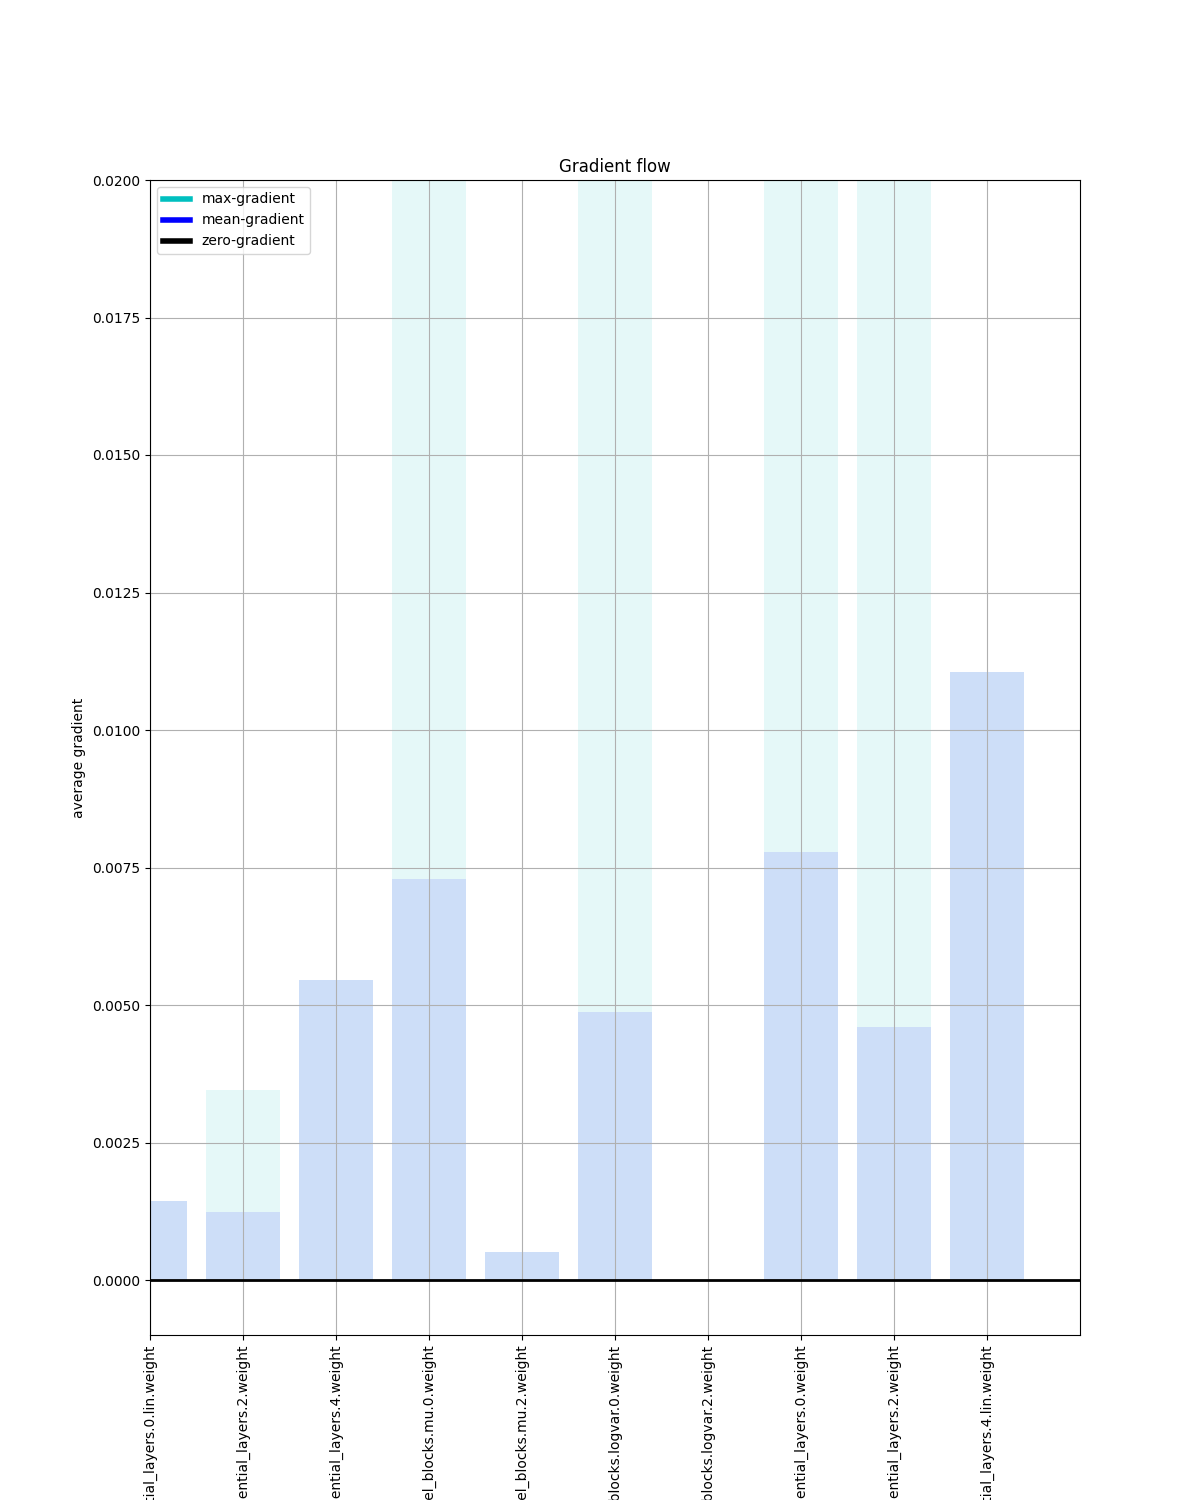 Gradient flow
max-gradient
mean-gradient
zero-gradient
0.0200
0.0175
0.0150
0.0125
0.0100
0.0075
0.0050
0.0025
0.0000
average gradient
tial_layers.0.lin.weight
ential_layers.2.weight
ential_layers.4.weight
el_blocks.mu.0.weight
el_blocks.mu.2.weight
blocks.logvar.0.weight
blocks.logvar.2.weight
ential_layers.0.weight
ential_layers.2.weight
tial_layers.4.lin.weight